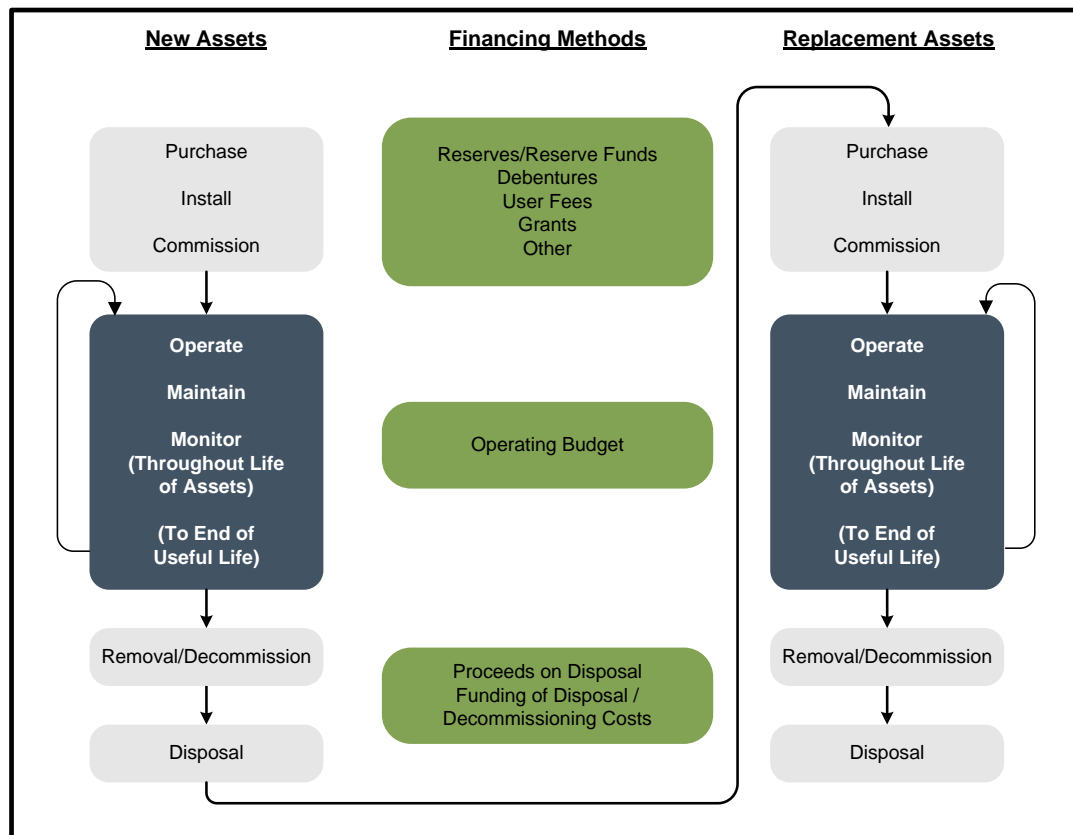 New Assets
Financing Methods
Replacement Assets
Purchase
Install
Commission
Operate
Maintain
Monitor
(Throughout Life
of Assets)
(To End of
Useful Life)
Removal/Decommission
Disposal
Reserves/Reserve Funds
Debentures
User Fees
Grants
Other
Operating Budget
Proceeds on Disposal
Funding of Disposal /
Decommissioning Costs
Purchase
Install
Commission
Operate
Maintain
Monitor
(Throughout Life
of Assets)
(To End of
Useful Life)
Removal/Decommission
Disposal